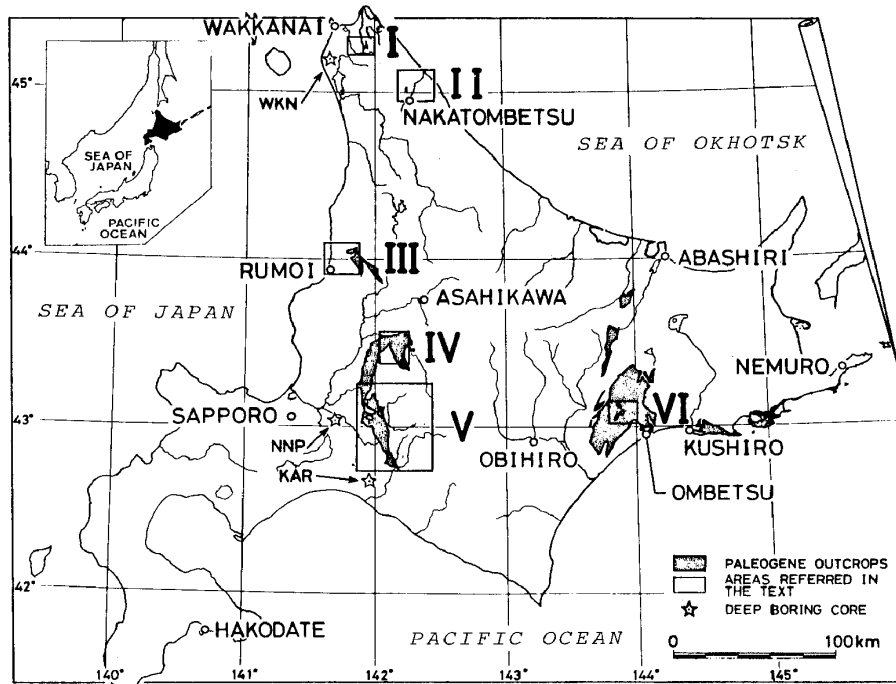 WAKKANAI
I
45°
WKN
II
NAKATOMBETSU
SEA OF OKHOTSK
SEA OF
JAPAN
PACIFIC
OCEAN
44°
RUMOI
III
ABASHIRI
ASAHIKAWA
SEA OF JAPAN
IV
NEMURO
43°
SAPPORO
V
VI
NNP
OBIHIRO
KUSHIRO
KAR
OMBETSU
PALEOGENE OUTCROPS
AREAS REFERRED IN
THE TEXT
DEEP BORING CORE
42°
HAKODATE
PACIFIC OCEAN
0 100km
140° 141° 142° 143° 144° 145°